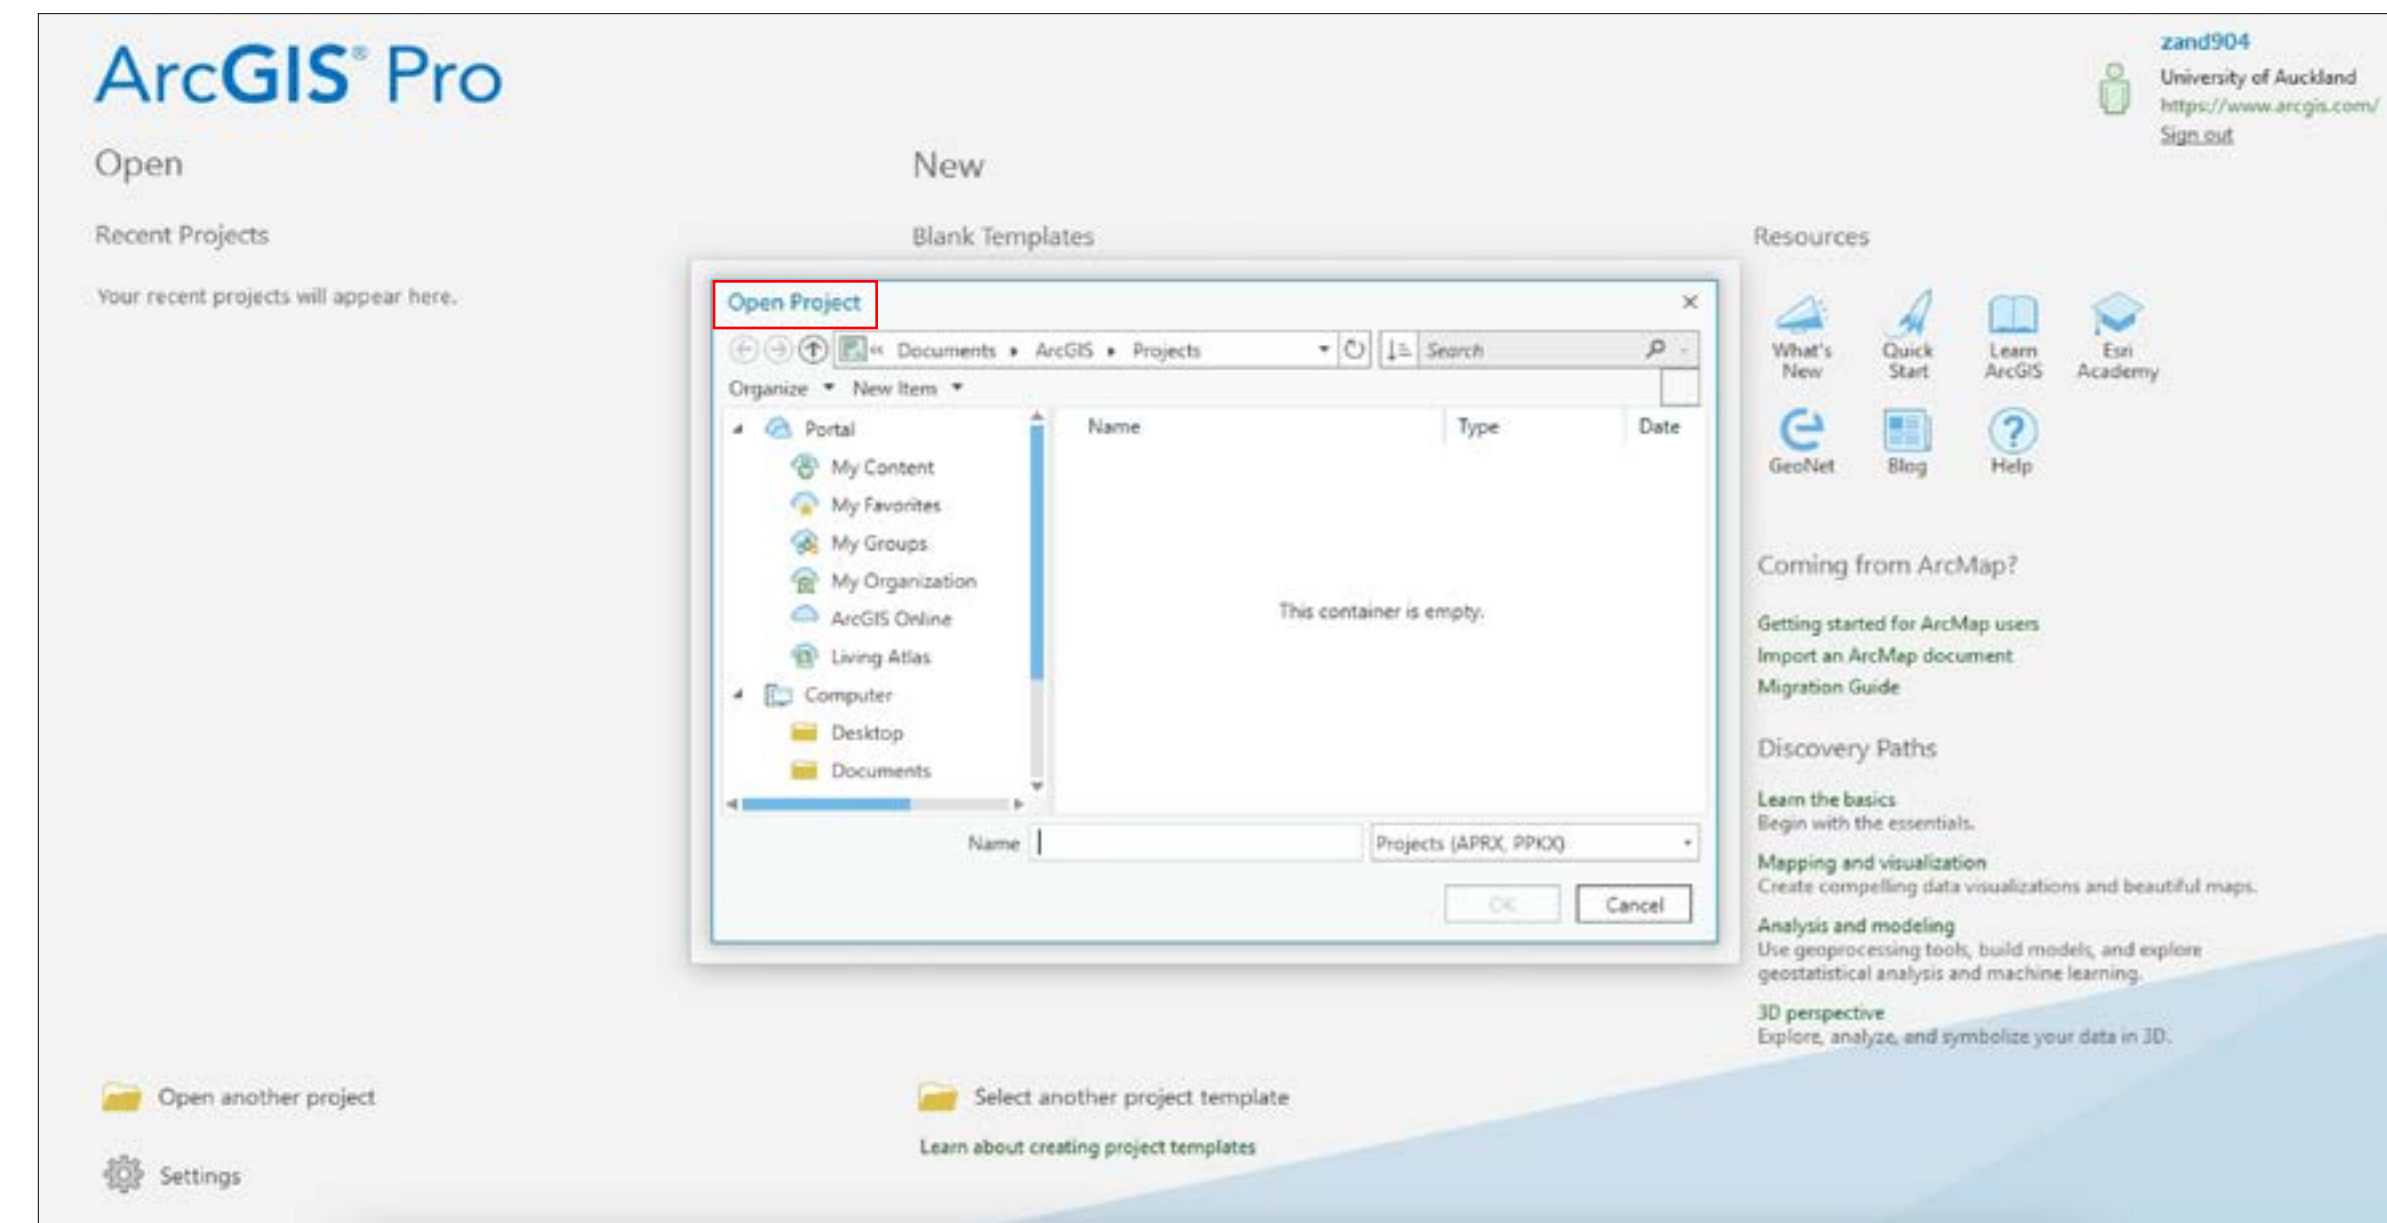 ArcGIS® Pro
zand904
University of Auckland
https://www.arcgis.com/
Sign out
Open
New
Recent Projects
Your recent projects will appear here.
Blank Templates
Open Project
Documents ArcGIS Projects
Search
Organize New Item
Portal
My Content
My Favorites
My Groups
My Organization
ArcGIS Online
Living Atlas
Computer
Desktop
Documents
Name Type Date
This container is empty.
Name
Projects (APRX, PPKX)
OK Cancel
Resources
What's New
Quick Start
Learn ArcGIS
Esri Academy
GeoNet
Blog
Help
Coming from ArcMap?
Getting started for ArcMap users
Import an ArcMap document
Migration Guide
Discovery Paths
Learn the basics
Begin with the essentials.
Mapping and visualization
Create compelling data visualizations and beautiful maps.
Analysis and modeling
Use geoprocessing tools, build models, and explore
geostatistical analysis and machine learning.
3D perspective
Explore, analyze, and symbolize your data in 3D.
Open another project
Settings
Select another project template
Learn about creating project templates